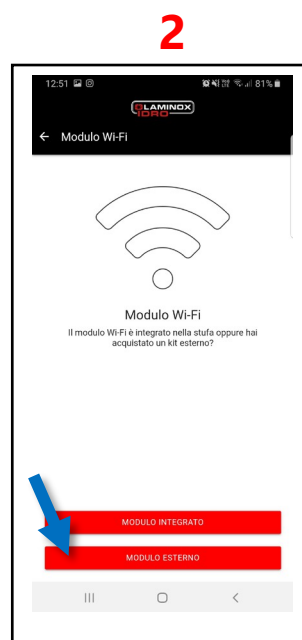 2
12:51
81%
LAMINOX
IDRO
Modulo Wi-Fi
Modulo Wi-Fi
Il modulo Wi-Fi è integrato nella stufa oppure hai
acquistato un kit esterno?
MODULO INTEGRATO
MODULO ESTERNO